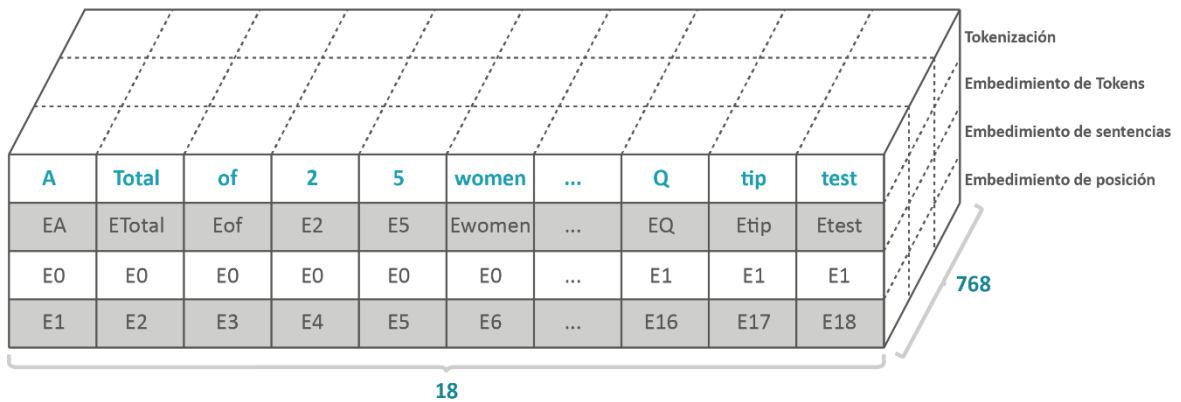 Tokenización
Embedimiento de Tokens
Embedimiento de sentencias
Embedimiento de posición
A Total of 2 5 women ... Q tip test
EA ETotal Eof E2 E5 Ewomen ... EQ Etip Etest
E0 E0 E0 E0 E0 E0 ... E1 E1 E1
E1 E2 E3 E4 E5 E6 ... E16 E17 E18
768
18